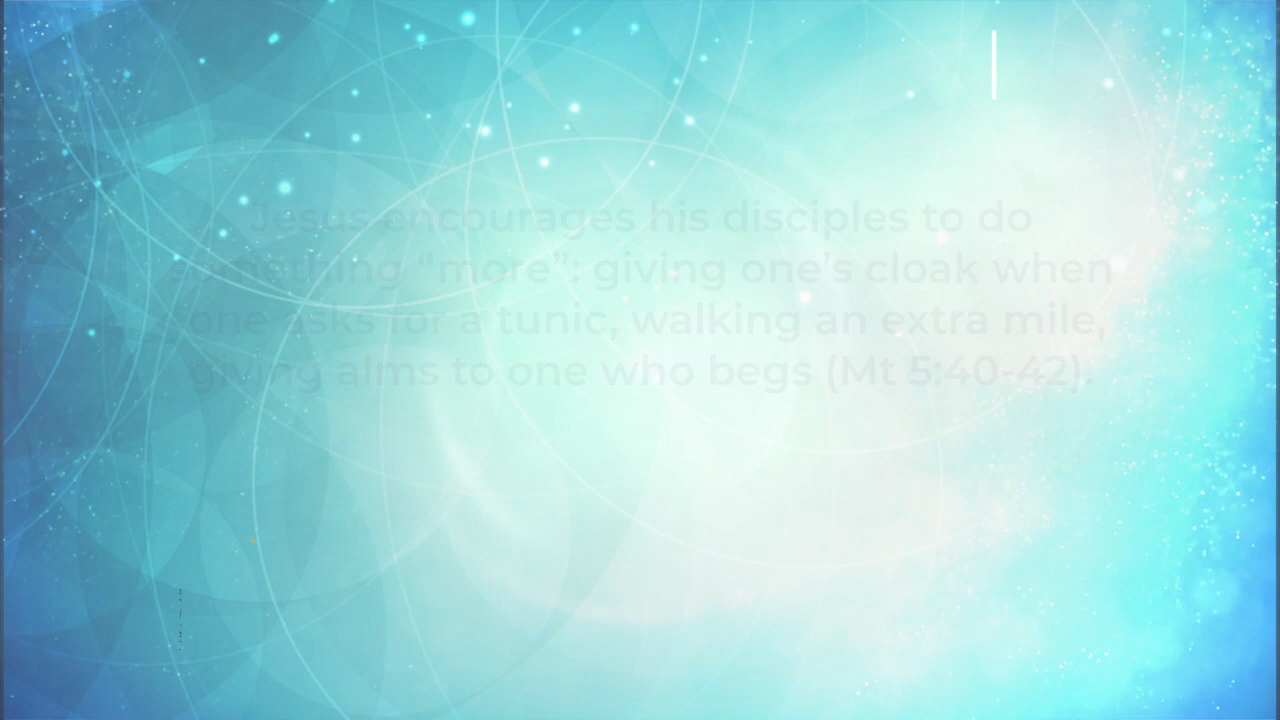 Jesus encourages his disciples to do
something “more”: giving one’s cloak when
one asks for a tunic, walking an extra mile,
giving alms to one who begs (Mt 5:40-42).